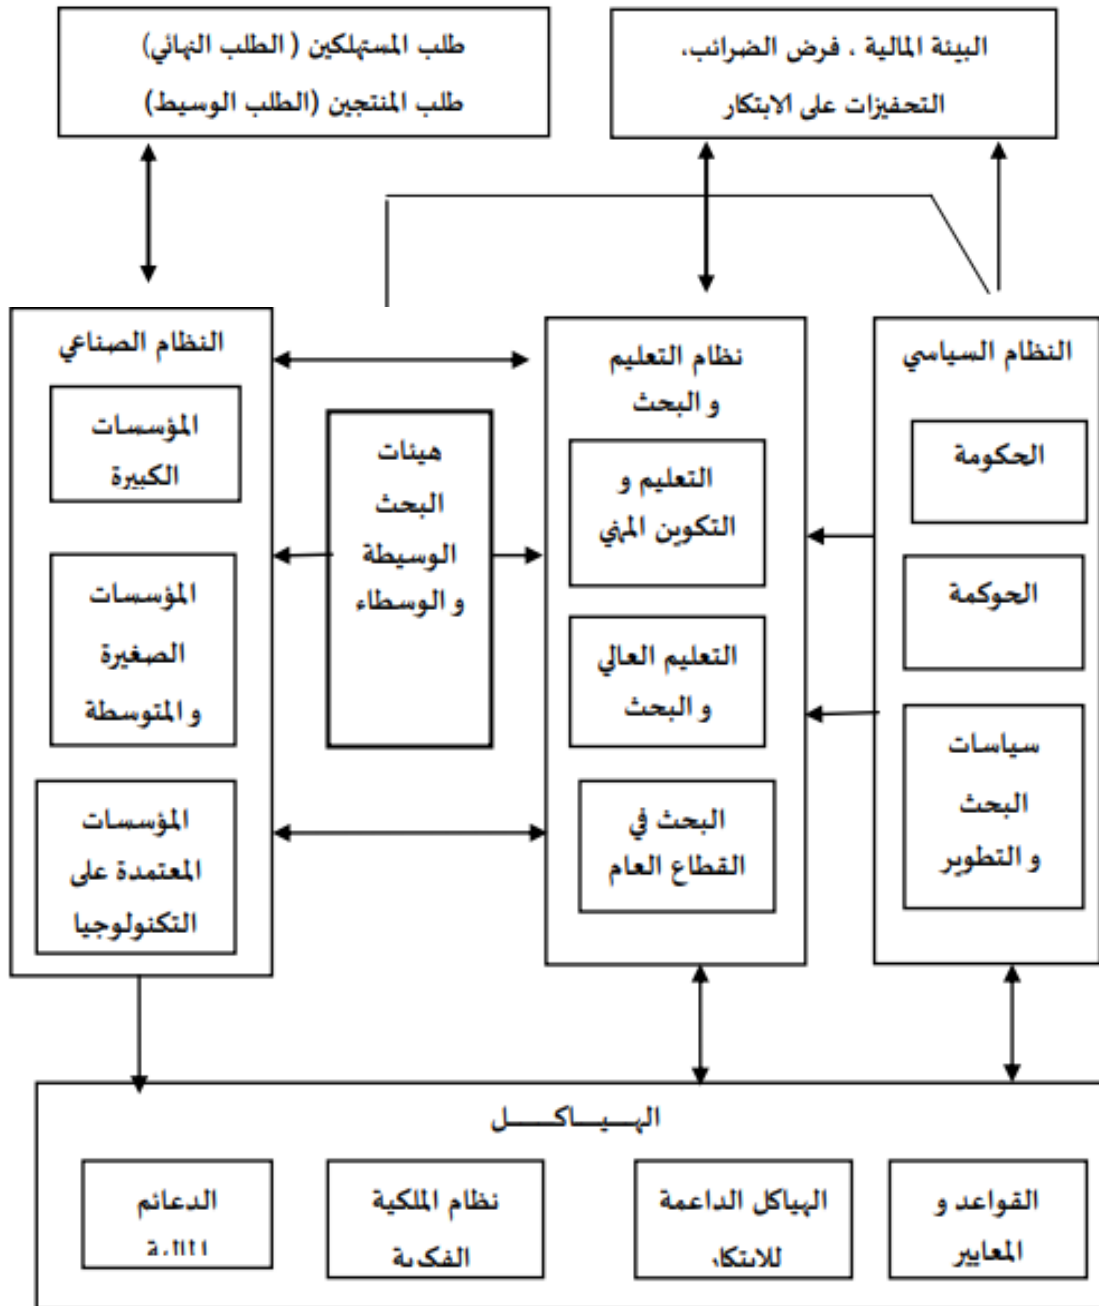 طلب المستهلكين ( الطلب النهائي)
طلب المنتجين (الطلب الوسيط)
البيئة المالية ، فرض الضرائب،
التحفيزات على الابتكار
النظام السياسي
الحكومة
الحوكمة
سياسات
البحث
و التطوير
نظام التعليم
و البحث
التعليم و
التكوين المهني
التعليم العالي
و البحث
البحث في
القطاع العام
هيئات
البحث
الوسيطة
و الوسطاء
النظام الصناعي
المؤسسات
الكبيرة
المؤسسات
الصغيرة
و المتوسطة
المؤسسات
المعتمدة على
التكنولوجيا
الهـــيـــاكـــــل
القواعد و
المعايير
الهياكل الداعمة
للابتكار
نظام الملكية
الفكرية
الدعائم